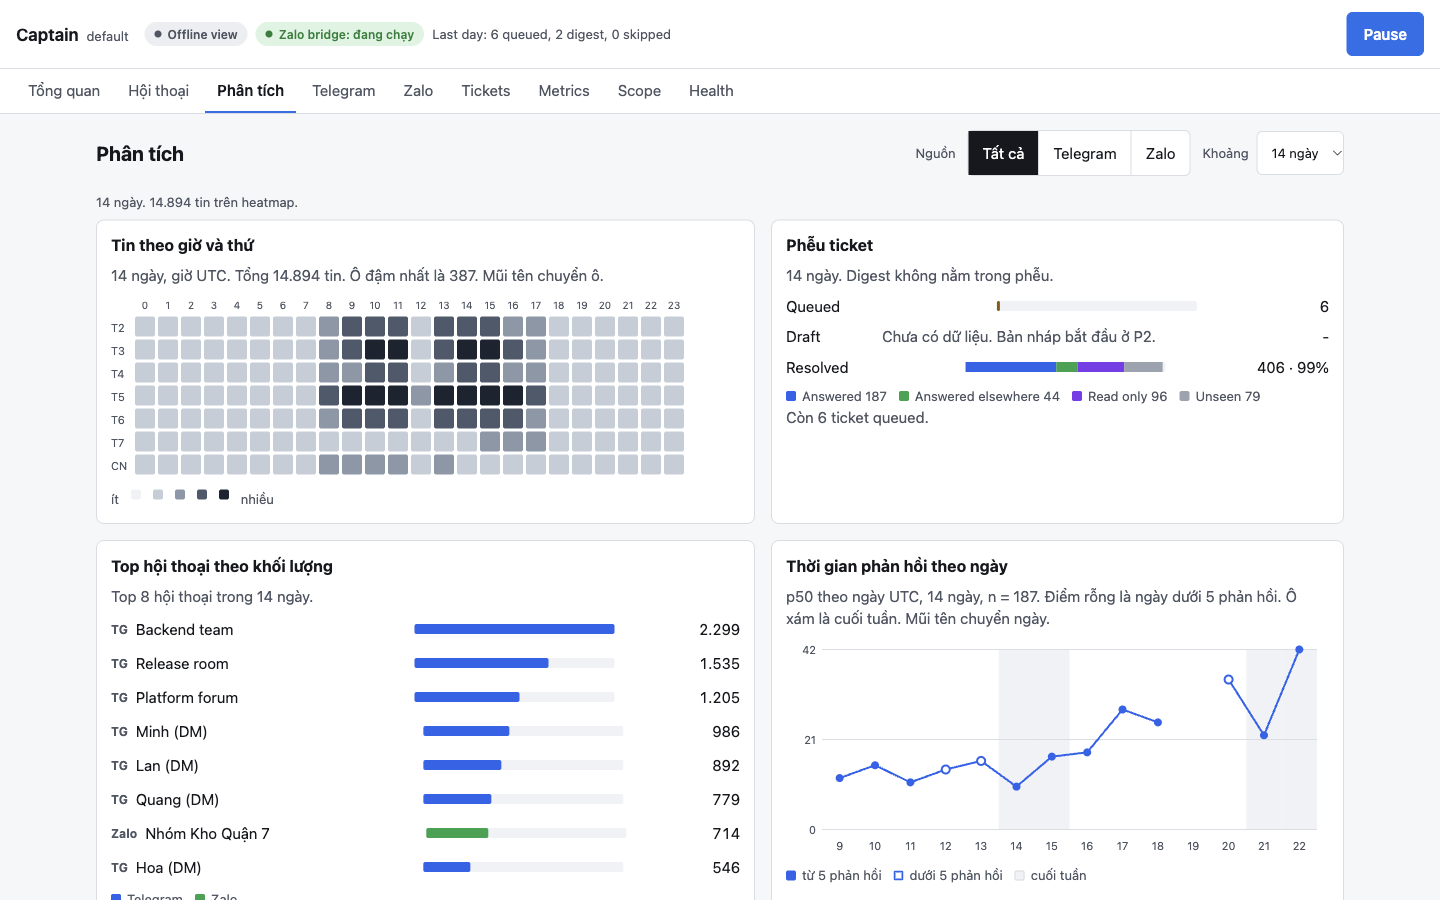 Captain default Offline view Zalo bridge: đang chạy Last day: 6 queued, 2 digest, 0 skipped Pause
Tổng quan Hội thoại Phân tích Telegram Zalo Tickets Metrics Scope Health
Phân tích Nguồn Tất cả Telegram Zalo Khoảng 14 ngày
14 ngày. 14.894 tin trên heatmap.
Tin theo giờ và thứ
14 ngày, giờ UTC. Tổng 14.894 tin. Ô đậm nhất là 387. Mũi tên chuyển ô.
0 1 2 3 4 5 6 7 8 9 10 11 12 13 14 15 16 17 18 19 20 21 22 23
T2
T3
T4
T5
T6
T7
CN
ít nhiều
Phễu ticket
14 ngày. Digest không nằm trong phễu.
Queued 6
Draft Chưa có dữ liệu. Bản nháp bắt đầu ở P2. -
Resolved 406 · 99%
Answered 187 Answered elsewhere 44 Read only 96 Unseen 79
Còn 6 ticket queued.
Top hội thoại theo khối lượng
Top 8 hội thoại trong 14 ngày.
TG Backend team 2.299
TG Release room 1.535
TG Platform forum 1.205
TG Minh (DM) 986
TG Lan (DM) 892
TG Quang (DM) 779
Zalo Nhóm Kho Quận 7 714
TG Hoa (DM) 546
Telegram Zalo
Thời gian phản hồi theo ngày
p50 theo ngày UTC, 14 ngày, n = 187. Điểm rỗng là ngày dưới 5 phản hồi. Ô
xám là cuối tuần. Mũi tên chuyển ngày.
42
21
0
9 10 11 12 13 14 15 16 17 18 19 20 21 22
từ 5 phản hồi dưới 5 phản hồi cuối tuần